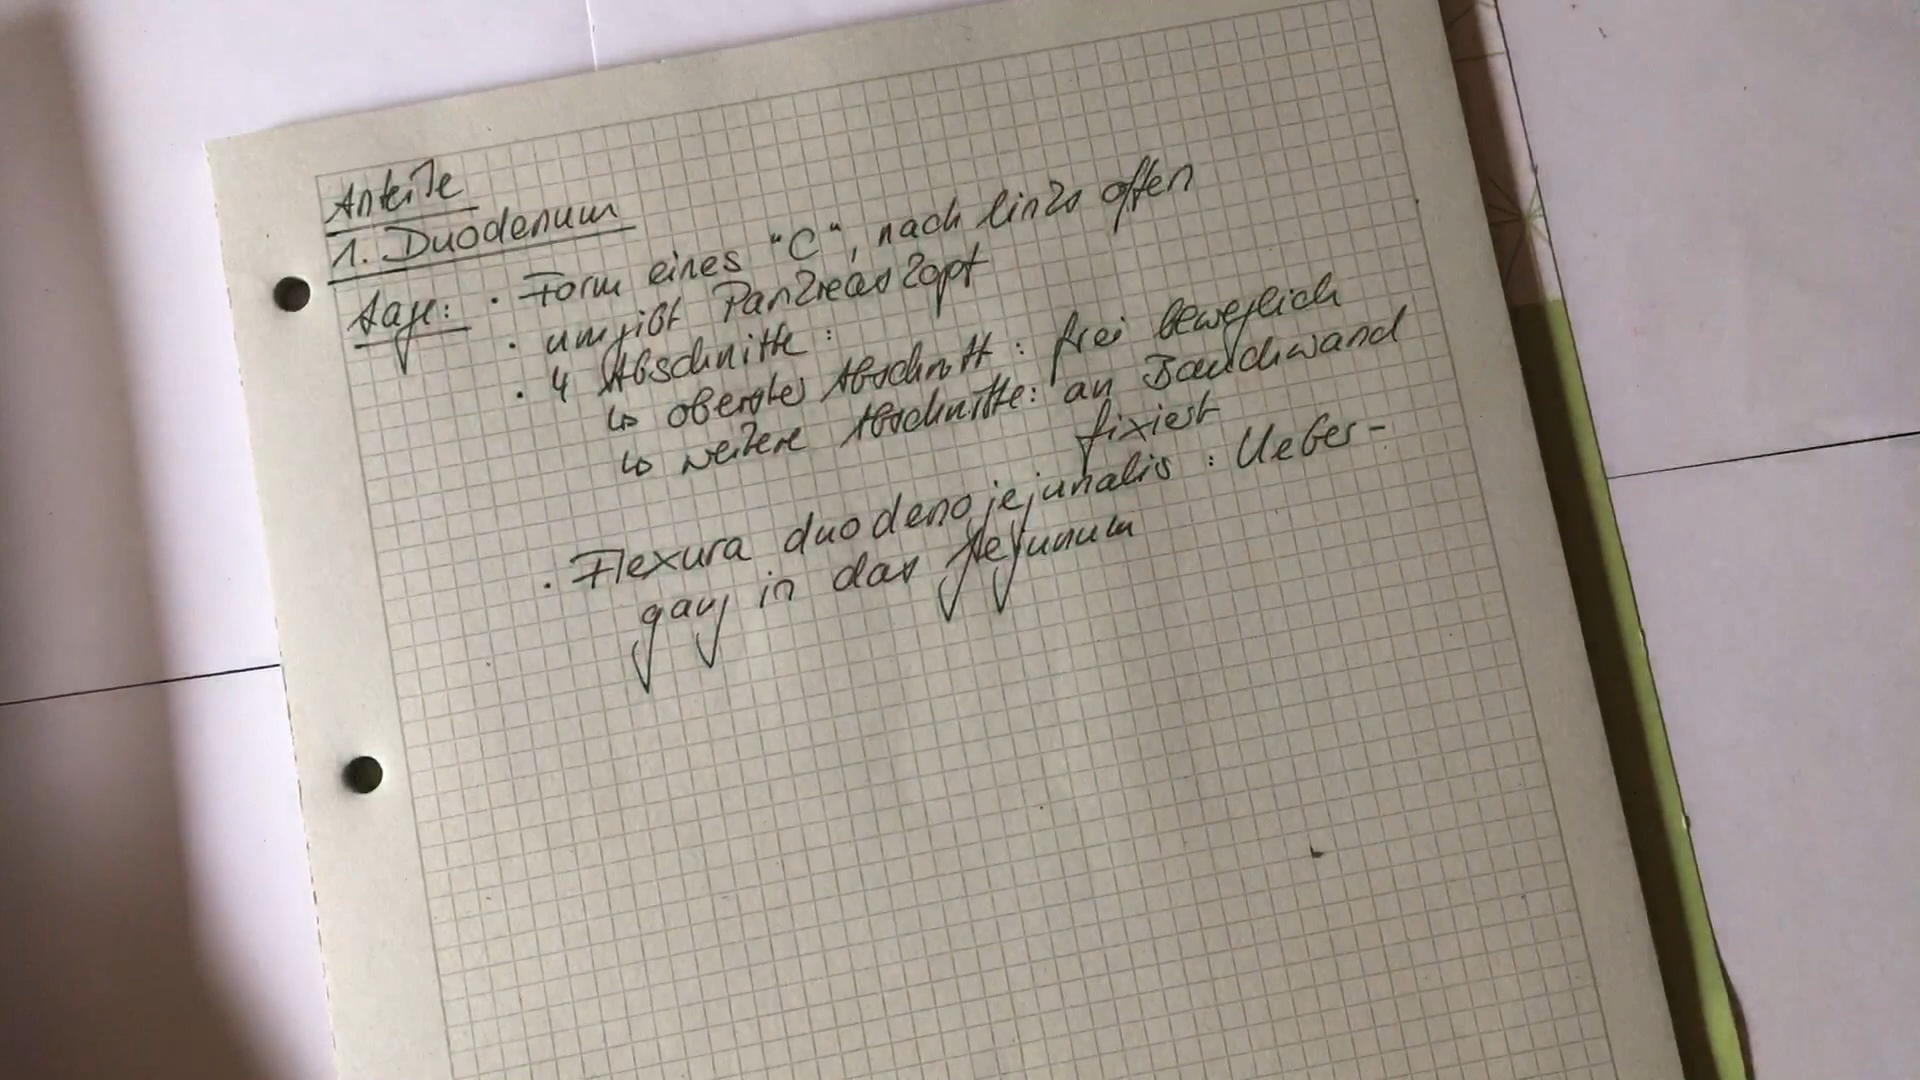 Anteile
1. Duodenum
Lage: · Form eines "C", nach links offen
· umgibt Pankreaskopf
· 4 Abschnitte:
↳ oberster Abschnitt: frei beweglich
↳ weitere Abschnitte: an Bauchwand
fixiert
· Flexura duodenojejunalis: Ueber-
gang in das Jejunum